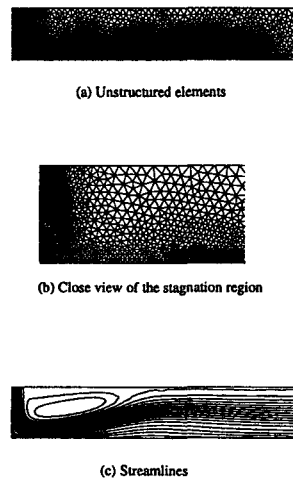 (a) Unstructured elements
(b) Close view of the stagnation region
(c) Streamlines